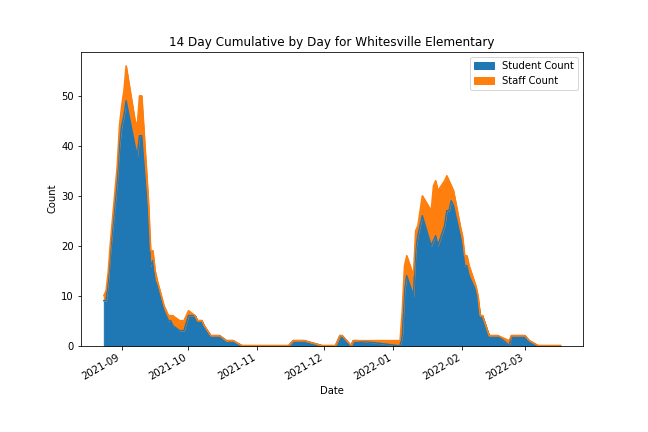 14 Day Cumulative by Day for Whitesville Elementary
Student Count
Staff Count
Count
50
40
30
20
10
0
2021-09
2021-10
2021-11
2021-12
2022-01
2022-02
2022-03
Date